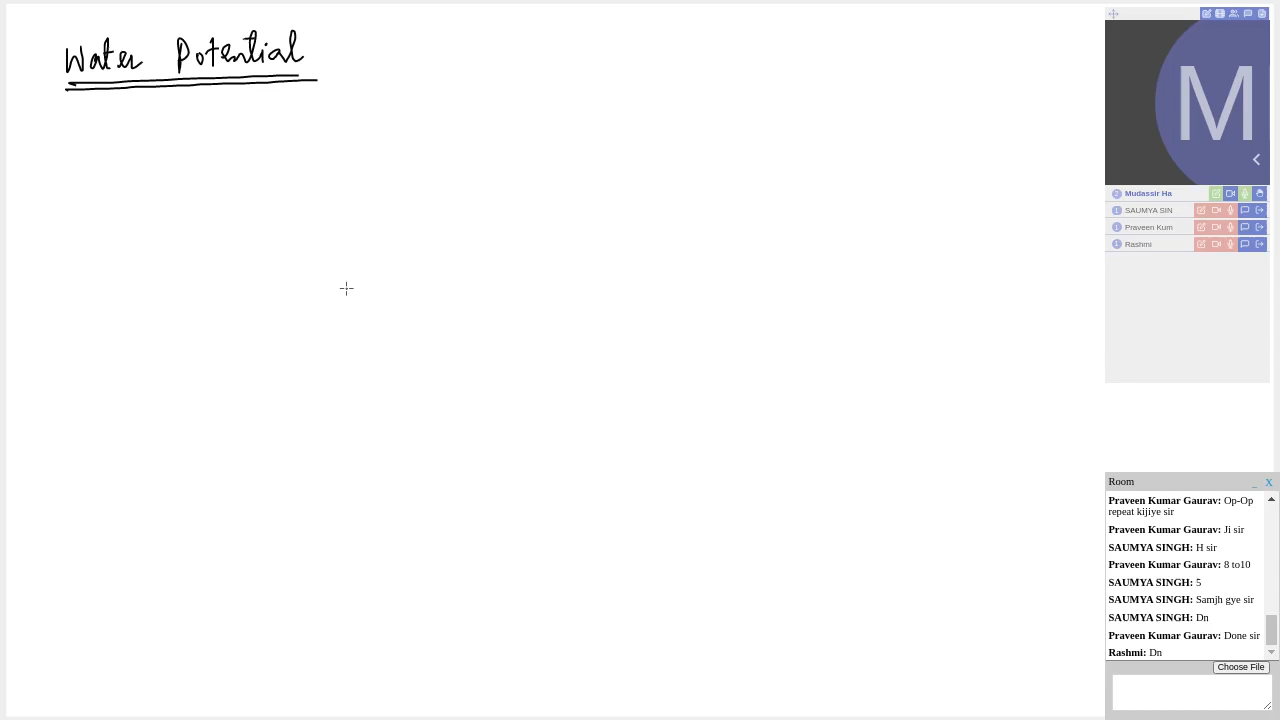 Water Potential
M
Mudassir Ha
SAUMYA SIN
Praveen Kum
Rashmi
Room
_ X
Praveen Kumar Gaurav: Op-Op
repeat kijiye sir
Praveen Kumar Gaurav: Ji sir
SAUMYA SINGH: H sir
Praveen Kumar Gaurav: 8 to10
SAUMYA SINGH: 5
SAUMYA SINGH: Samjh gye sir
SAUMYA SINGH: Dn
Praveen Kumar Gaurav: Done sir
Rashmi: Dn
Choose File